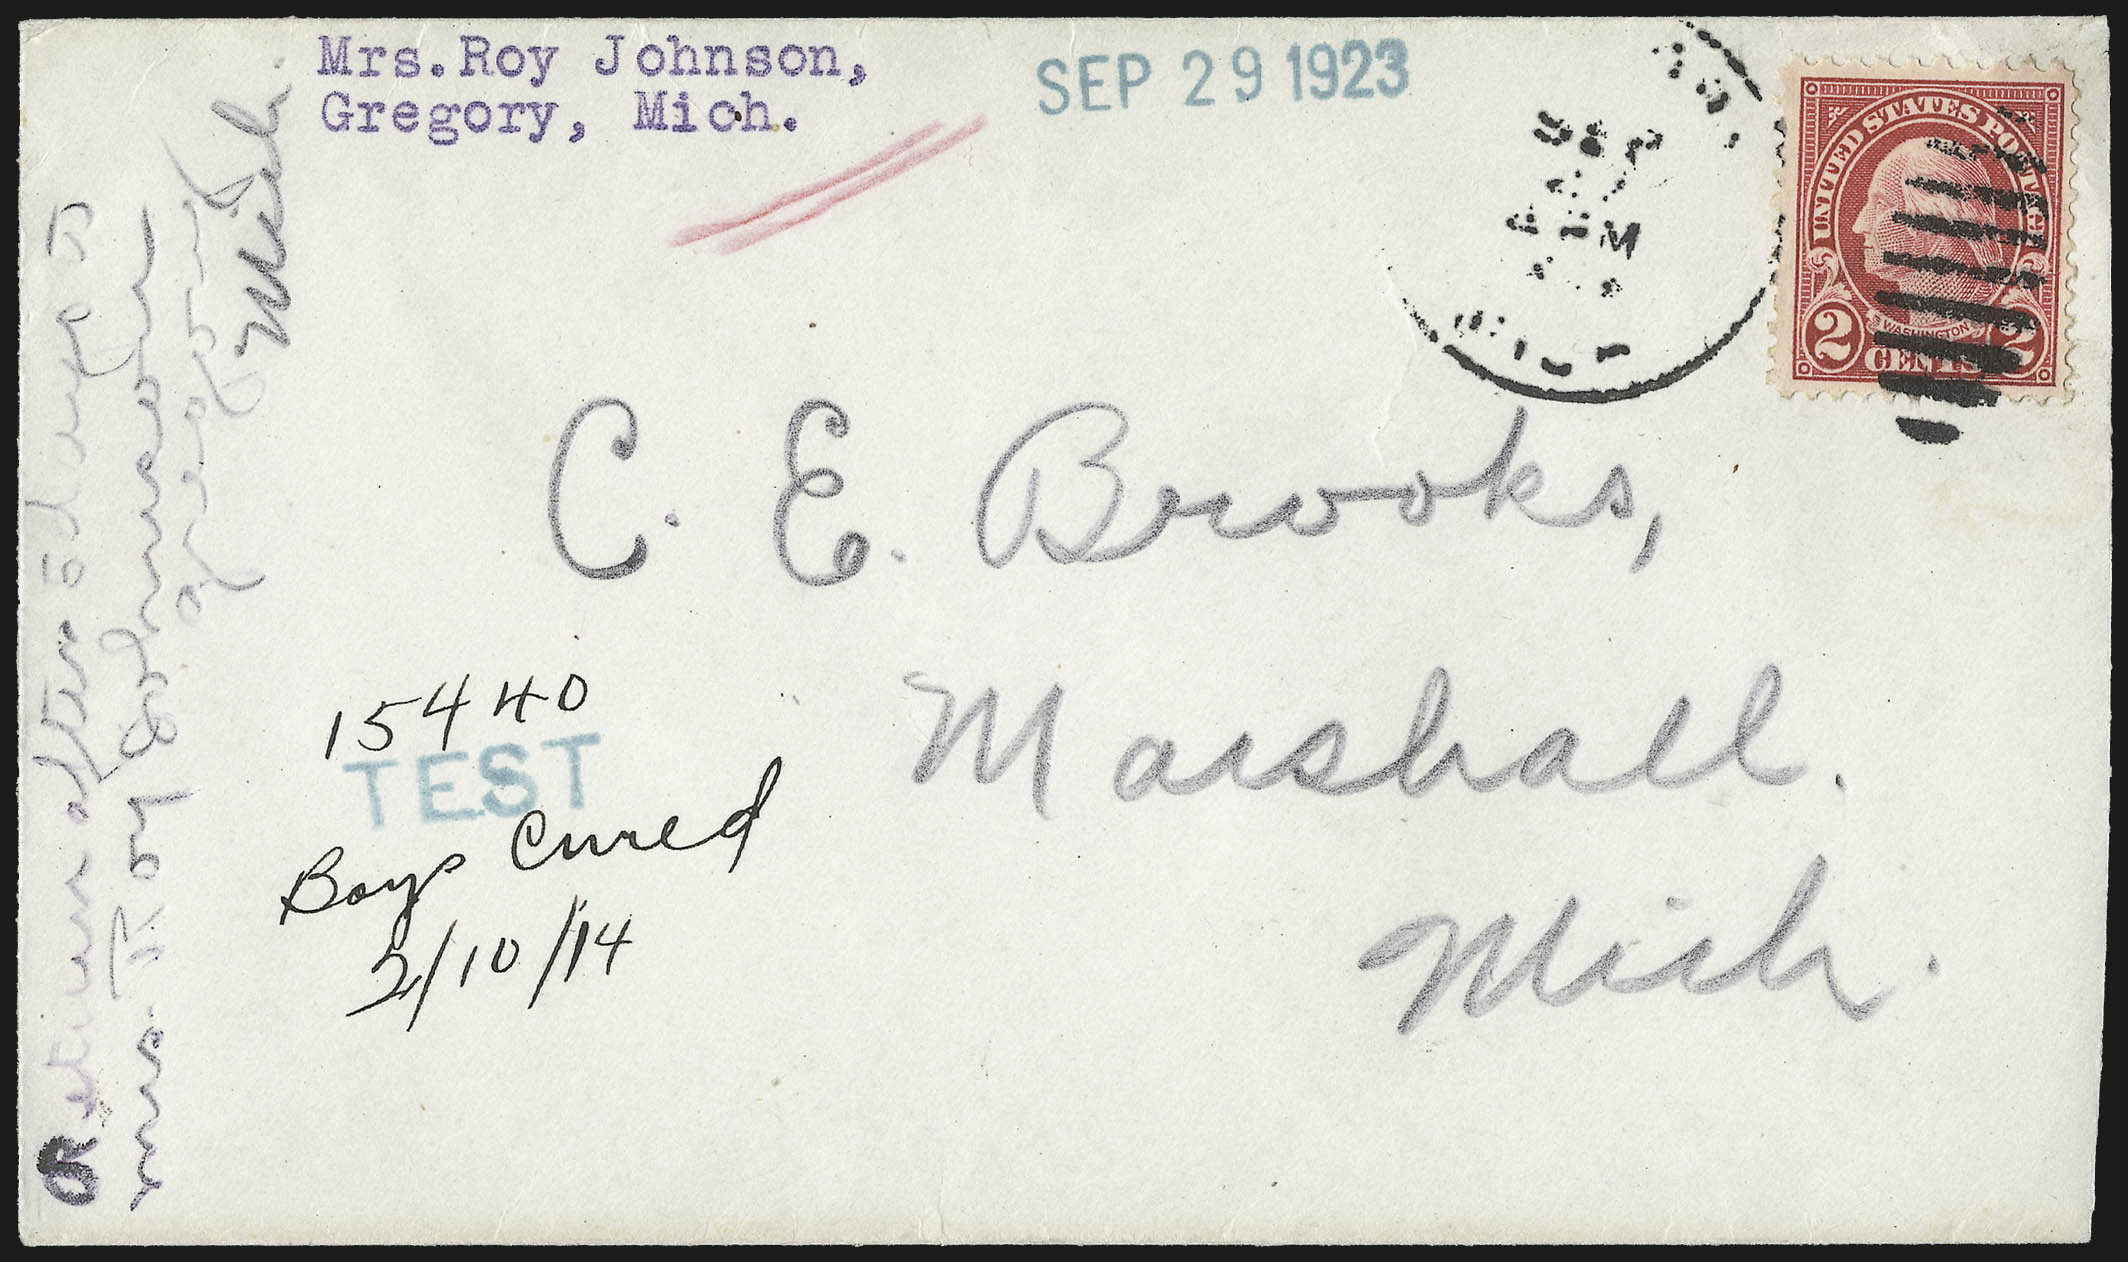 Mrs. Roy Johnson,
Gregory, Mich.
SEP 29 1923
UNITED STATES POSTAGE
WASHINGTON
2 CENTS 2
C. E. Brooks,
Marshall.
Mich.
15440
TEST
Boys Cured
2/10/14
Return after 5 days to
Mrs. Roy Johnson
Gregory
Mich.